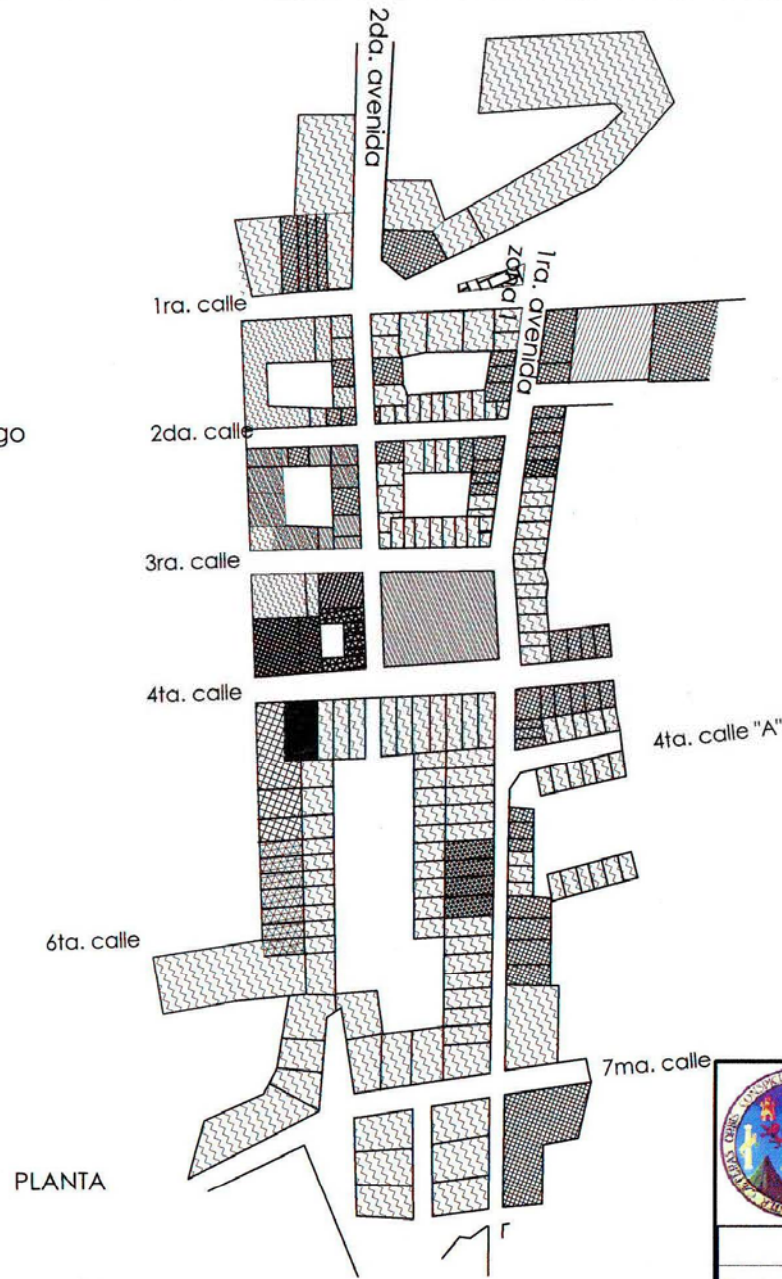 2da. avenida
1ra. avenida
zona 1
1ra. calle
2da. calle
go
3ra. calle
4ta. calle
4ta. calle "A"
6ta. calle
7ma. calle
PLANTA
r